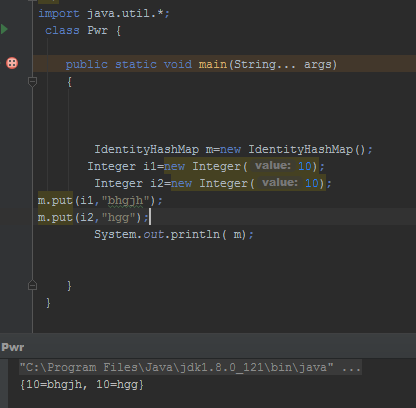 import java.util.*;
class Pwr {
public static void main(String... args)
{
IdentityHashMap m=new IdentityHashMap();
Integer i1=new Integer( value: 10);
Integer i2=new Integer( value: 10);
m.put(i1,"bhgjh");
m.put(i2,"hgg");
System.out.println( m);
}
}
Pwr
"C:\Program Files\Java\jdk1.8.0_121\bin\java" ...
{10=bhgjh, 10=hgg}